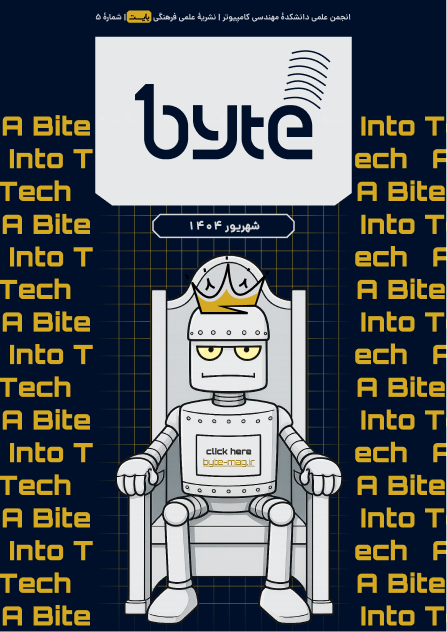 انجمن علمی دانشکدهٔ مهندسی کامپیوتر | نشریهٔ علمی فرهنگی بایت | شمارهٔ ۵
byte
شهریور ۱۴۰۴
A Bite Into T
Into T ech A
Tech A Bite
A Bite Into T
Into T ech A
Tech A Bite
A Bite Into T
Into T ech A
Tech A Bite
A Bite Into T
Into T ech A
click here
byte-mag.ir
Tech A Bite
A Bite Into T
Into T ech A
Tech A Bite
A Bite Into T